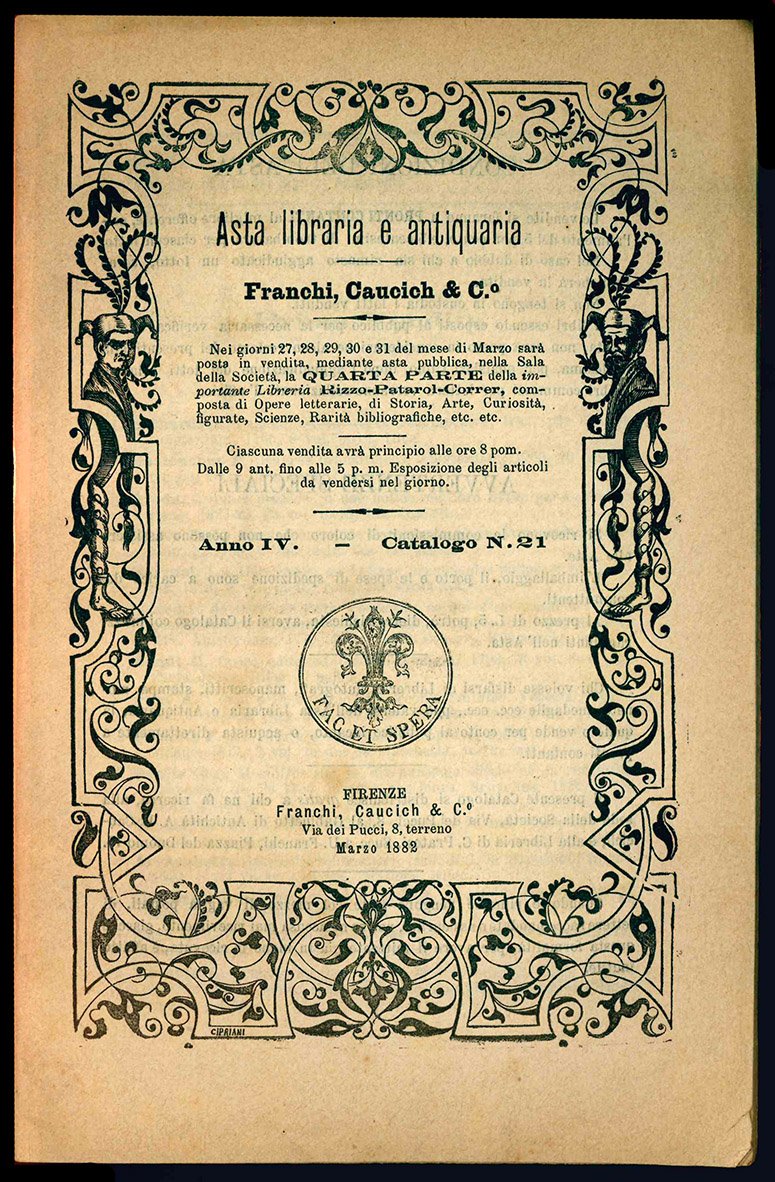 Asta libraria e antiquaria
Franchi, Caucich & C.º
Nei giorni 27, 28, 29, 30 e 31 del mese di Marzo sarà
posta in vendita, mediante asta pubblica, nella Sala
della Società, la QUARTA PARTE della im-
portante Libreria Rizzo-Patarol-Correr, com-
posta di Opere letterarie, di Storia, Arte, Curiosità,
figurate, Scienze, Rarità bibliografiche, etc. etc.
Ciascuna vendita avrà principio alle ore 8 pom.
Dalle 9 ant. fino alle 5 p. m. Esposizione degli articoli
da vendersi nel giorno.
Anno IV. – Catalogo N. 21
FAC ET SPERA
FIRENZE
Franchi, Caucich & C.º
Via dei Pucci, 8, terreno
Marzo 1882
CIPRIANI